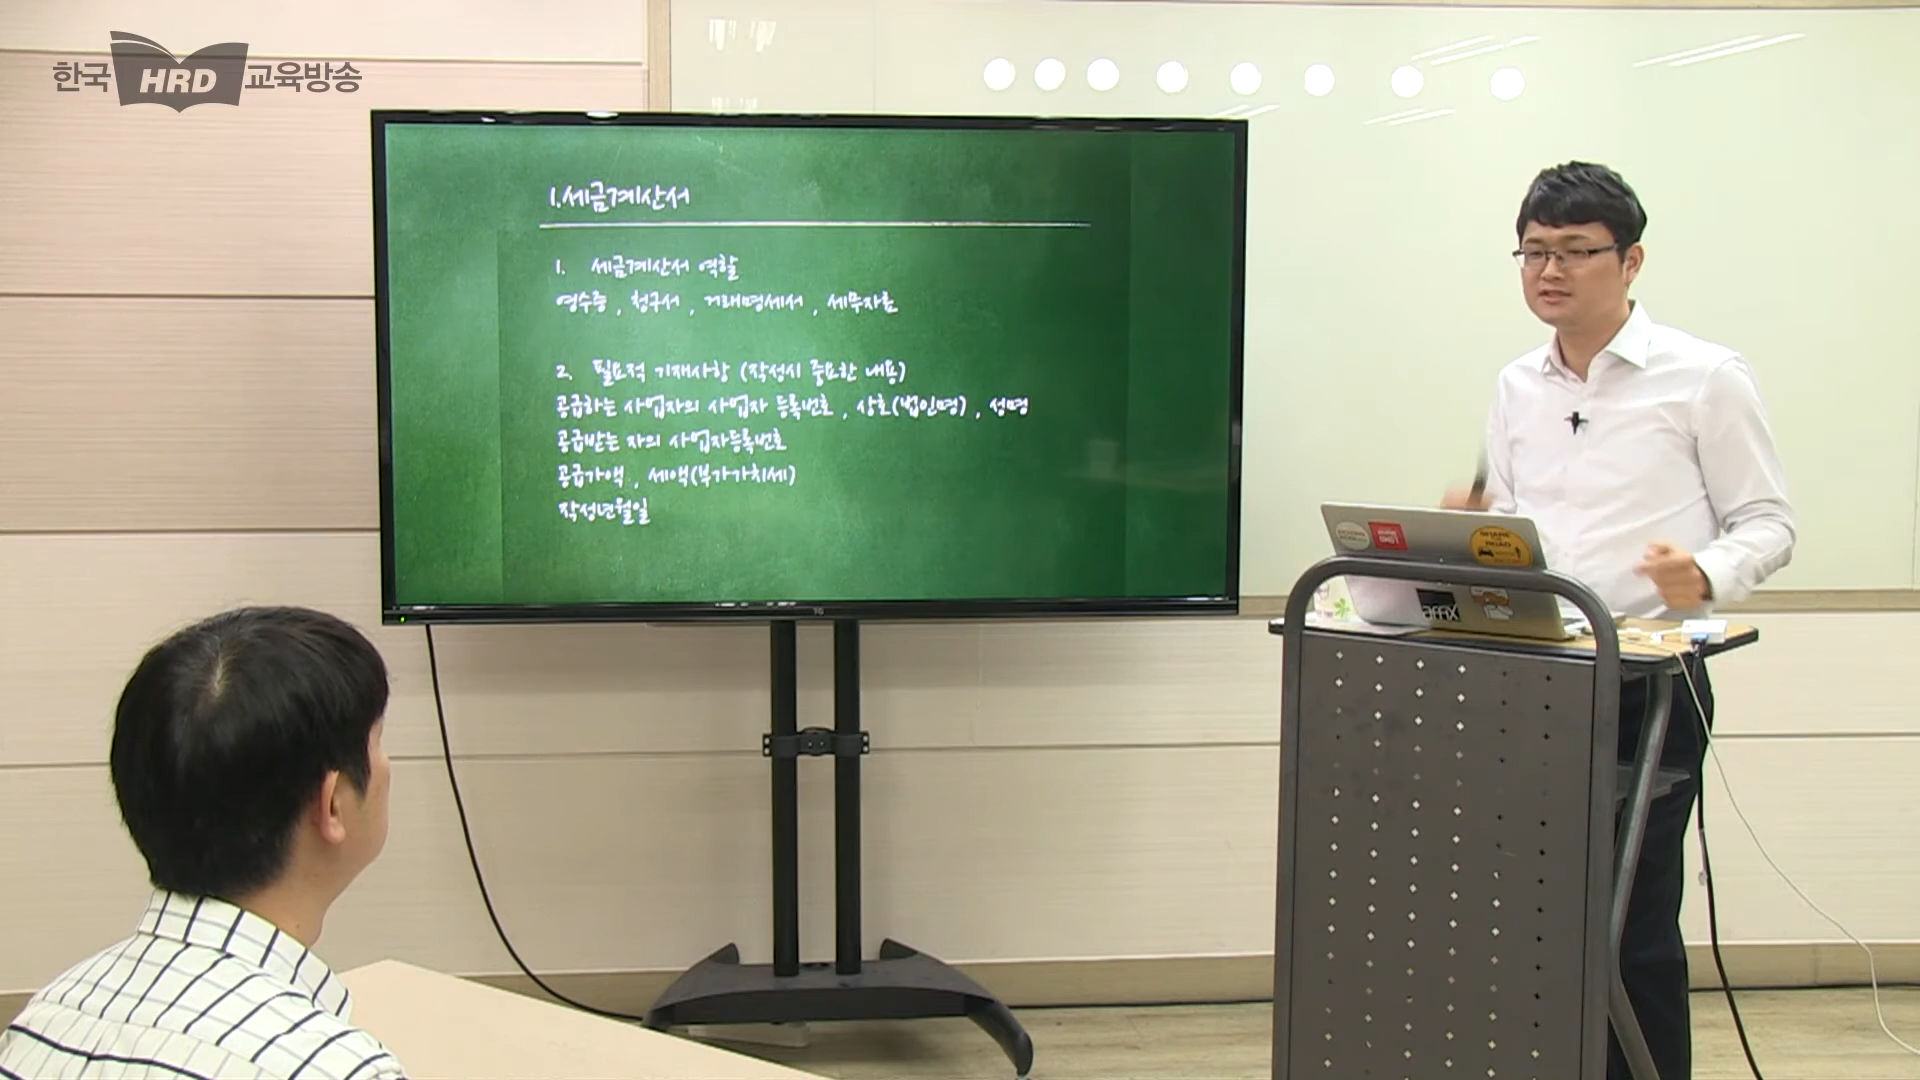 한국 HRD 교육방송
1.세금계산서
1. 세금계산서 역할
영수증 , 청구서 , 거래명세서 , 세무자료
2. 필요적 기재사항 (작성시 중요한 내용)
공급하는 사업자의 사업자 등록번호 , 상호(법인명) , 성명
공급받는 자의 사업자등록번호
공급가액 , 세액(부가가치세)
작성년월일
TG
SHARE
ROAD
affix